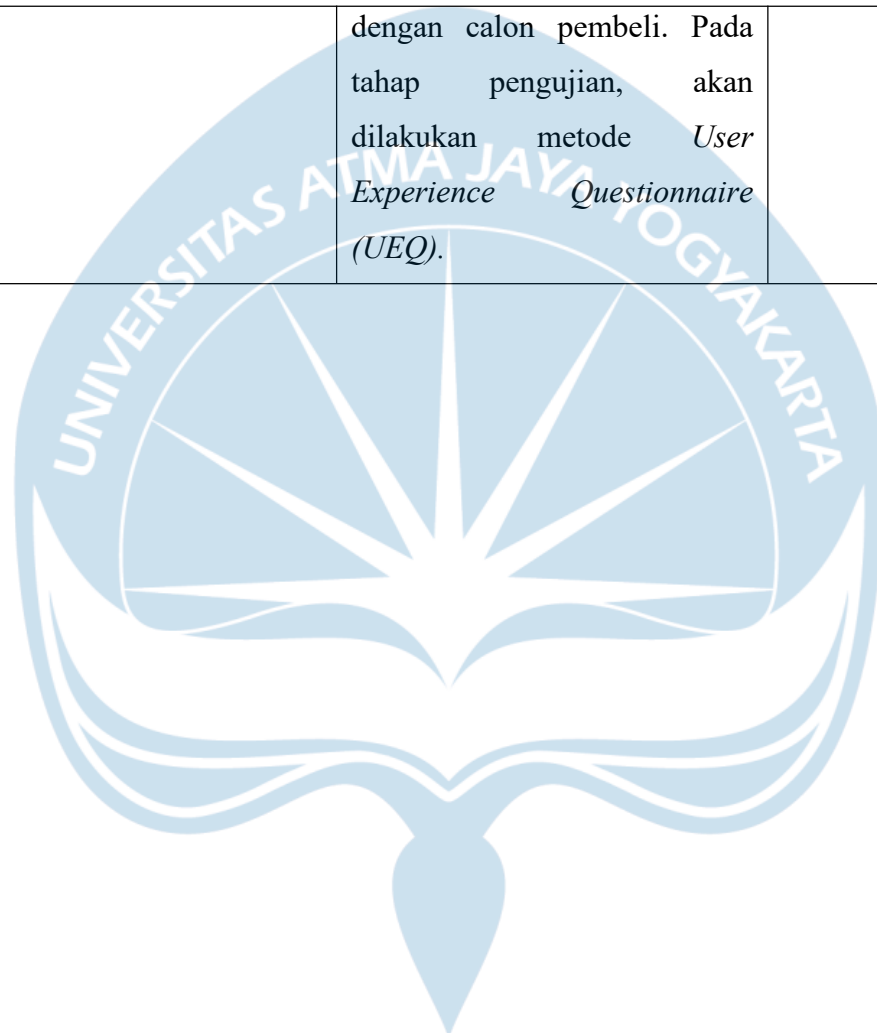 dengan calon pembeli. Pada
tahap pengujian, akan
dilakukan metode User
Experience Questionnaire
(UEQ).
UNIVERSITAS ATMA JAYA YOGYAKARTA